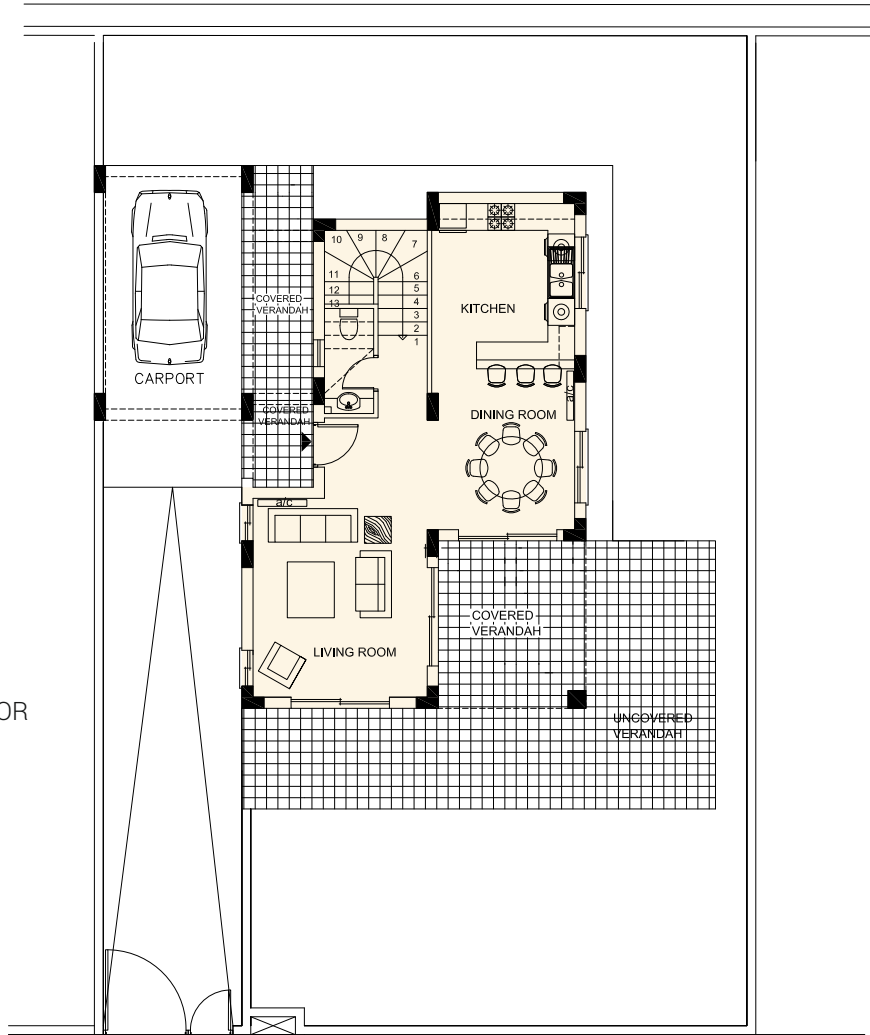 10 9 8 7
11
12
13
6
5
4
3
2
1
COVERED
VERANDAH
KITCHEN
CARPORT
a/c
COVERED
VERANDAH
DINING ROOM
a/c
COVERED
VERANDAH
LIVING ROOM
OR
UNCOVERED
VERANDAH